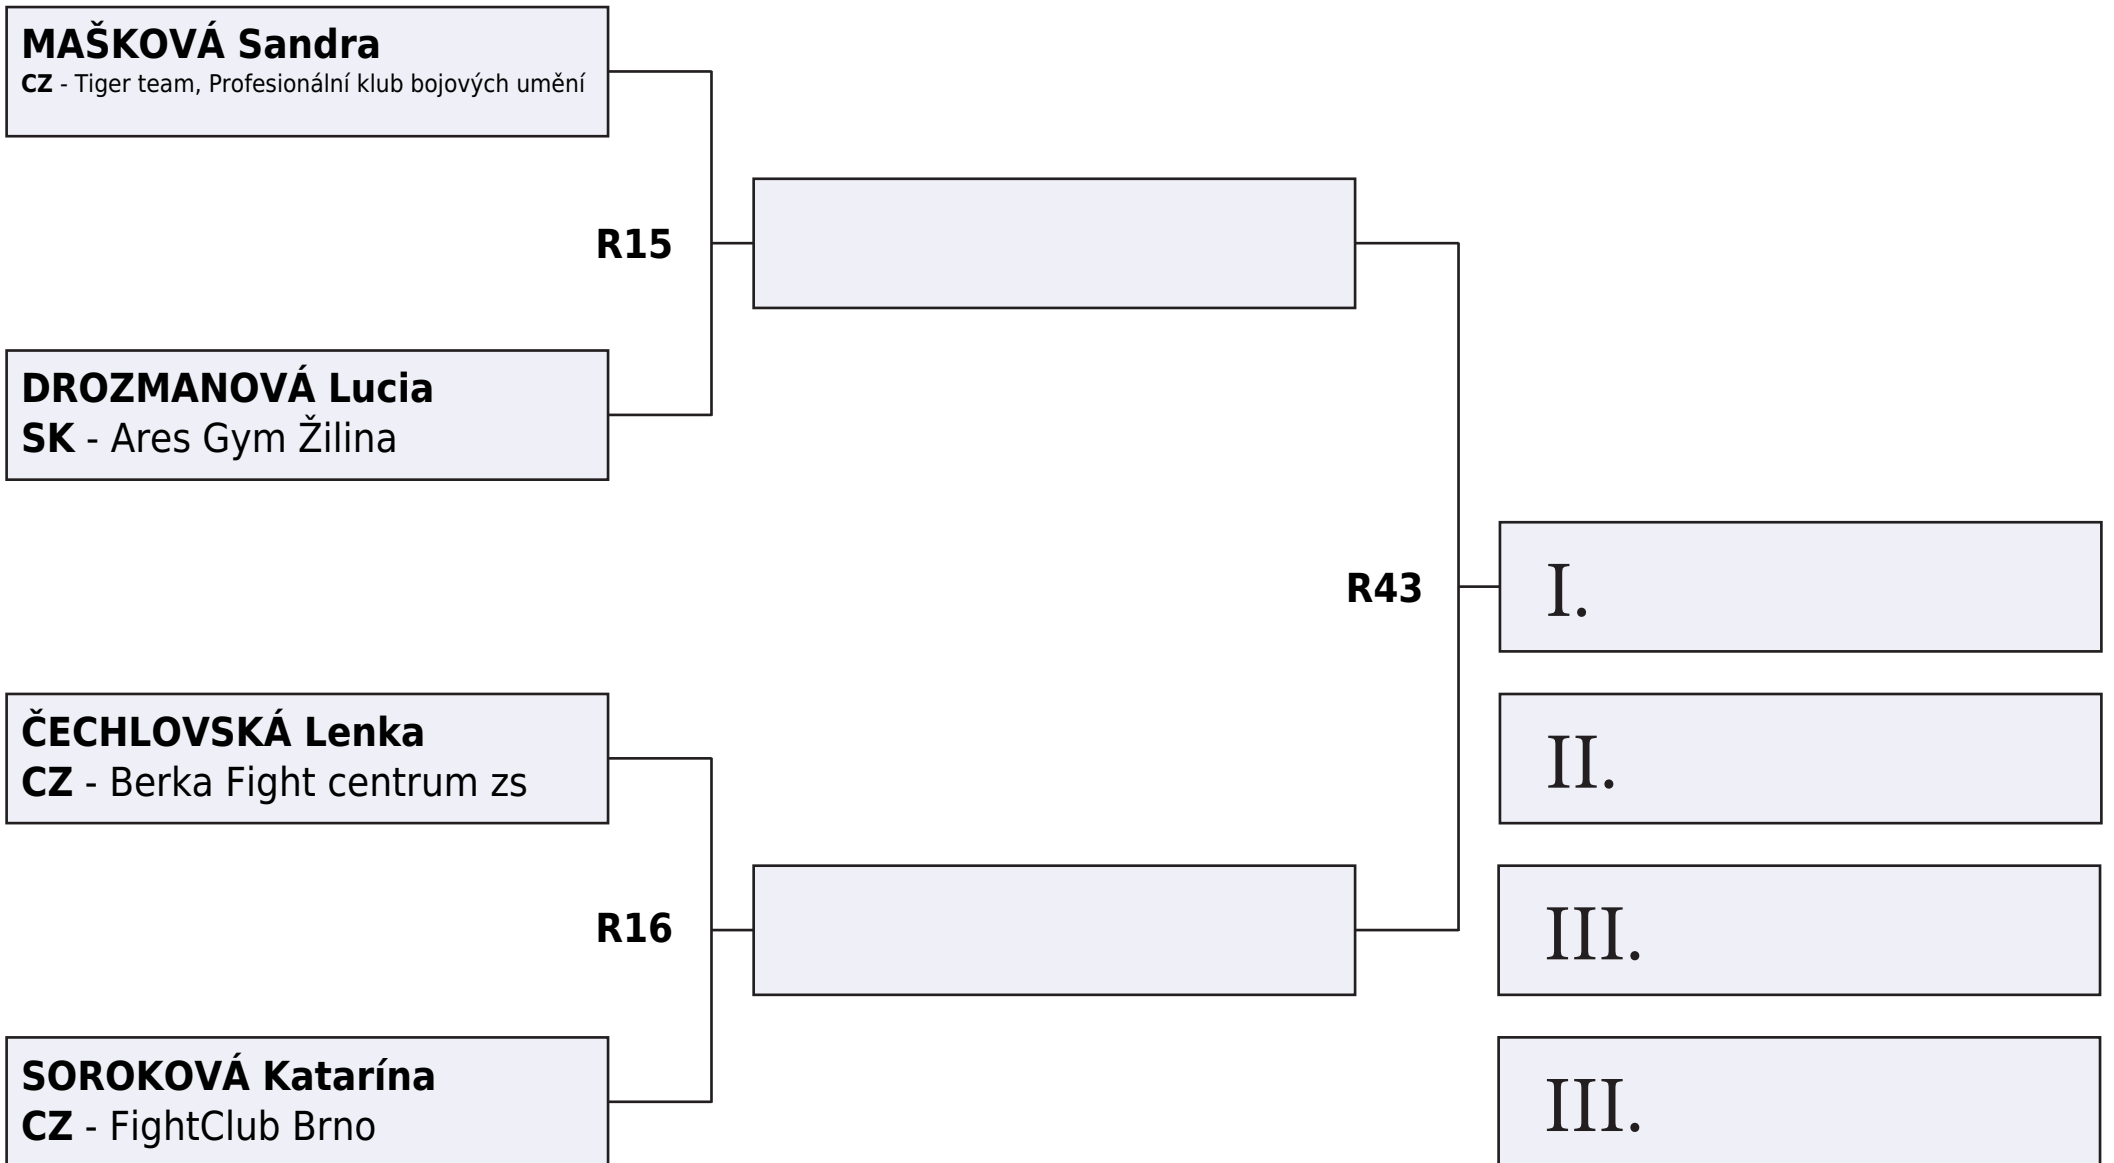 MAŠKOVÁ Sandra
CZ - Tiger team, Profesionální klub bojových umění
R15
DROZMANOVÁ Lucia
SK - Ares Gym Žilina
R43
I.
ČECHLOVSKÁ Lenka
CZ - Berka Fight centrum zs
II.
R16
III.
SOROKOVÁ Katarína
CZ - FightClub Brno
III.